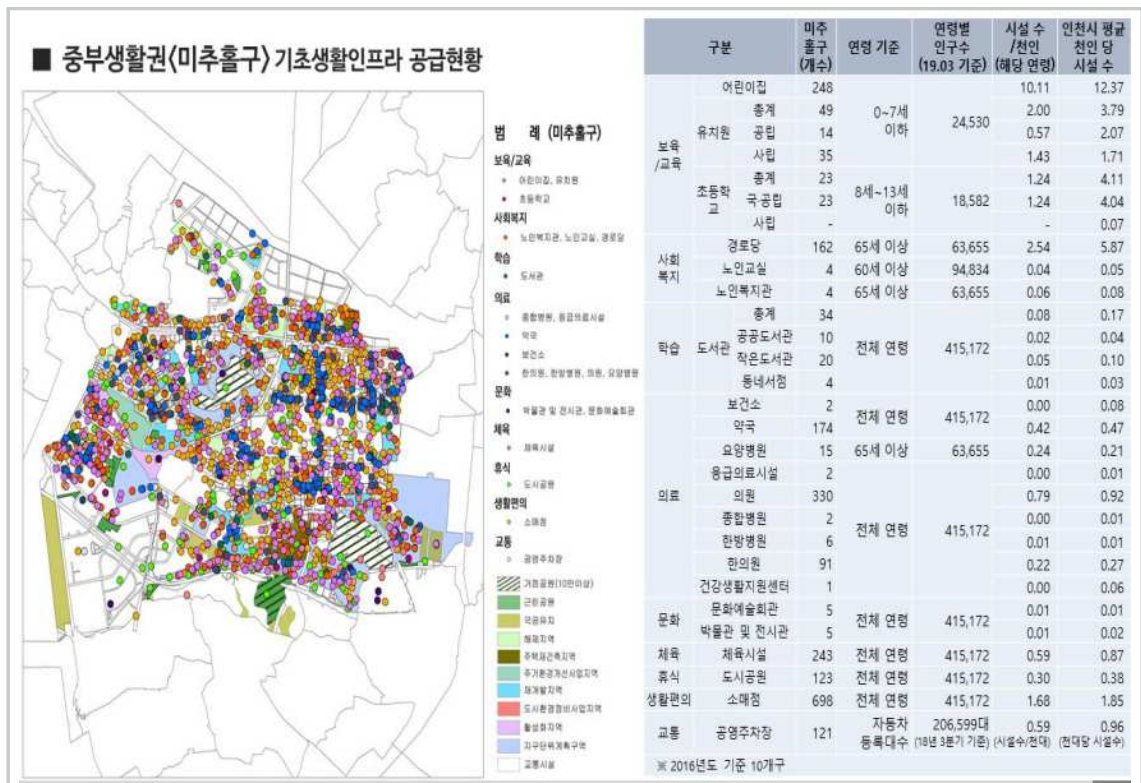 ■ 중부생활권<미추홀구> 기초생활인프라 공급현황
범 례 (미추홀구)
보육/교육
어린이집, 유치원
초등학교
사회복지
노인복지관, 노인교실, 경로당
학습
도서관
의료
종합병원, 응급의료시설
약국
보건소
한의원, 한방병원, 의원, 요양병원
문화
박물관 및 전시관, 문화예술회관
체육
체육시설
휴식
도시공원
생활편의
소매점
교통
공영주차장
거점공원(10만이상)
근린공원
국공유지
해제지역
주택재건축지역
주거환경개선사업지역
재개발지역
도시환경정비사업지역
활성화지역
지구단위계획구역
교통시설
구분 미추홀구(개수) 연령 기준 연령별 인구수(19.03 기준) 시설 수/천인(해당 연령) 인천시 평균 천인 당 시설 수
보육/교육 어린이집 248 0~7세 이하 24,530 10.11 12.37
유치원 총계 49 2.00 3.79
공립 14 0.57 2.07
사립 35 1.43 1.71
초등학교 총계 23 8세~13세 이하 18,582 1.24 4.11
국·공립 23 1.24 4.04
사립 - - 0.07
사회복지 경로당 162 65세 이상 63,655 2.54 5.87
노인교실 4 60세 이상 94,834 0.04 0.05
노인복지관 4 65세 이상 63,655 0.06 0.08
학습 도서관 총계 34 전체 연령 415,172 0.08 0.17
공공도서관 10 0.02 0.04
작은도서관 20 0.05 0.10
동네서점 4 0.01 0.03
의료 보건소 2 전체 연령 415,172 0.00 0.08
약국 174 0.42 0.47
요양병원 15 65세 이상 63,655 0.24 0.21
응급의료시설 2 전체 연령 415,172 0.00 0.01
의원 330 0.79 0.92
종합병원 2 0.00 0.01
한방병원 6 0.01 0.01
한의원 91 0.22 0.27
건강생활지원센터 1 0.00 0.06
문화 문화예술회관 5 전체 연령 415,172 0.01 0.01
박물관 및 전시관 5 0.01 0.02
체육 체육시설 243 전체 연령 415,172 0.59 0.87
휴식 도시공원 123 전체 연령 415,172 0.30 0.38
생활편의 소매점 698 전체 연령 415,172 1.68 1.85
교통 공영주차장 121 자동차 등록대수 206,599대 (18년 3분기 기준) 0.59 (시설수/천대) 0.96 (천대당 시설수)
※ 2016년도 기준 10개구